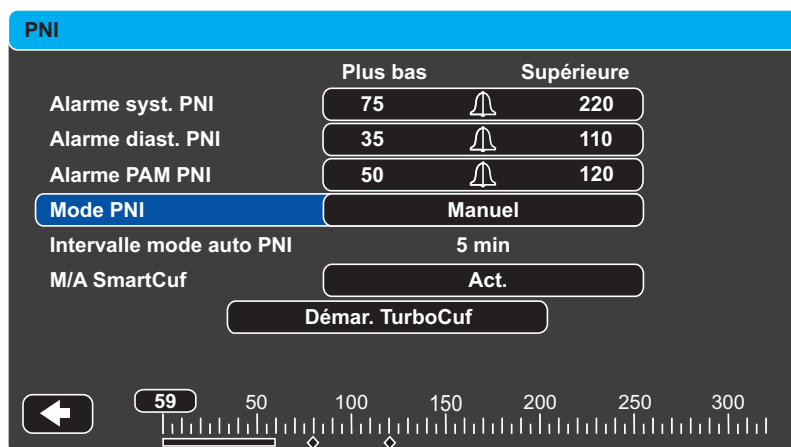 PNI
Plus bas Supérieure
Alarme syst. PNI 75 220
Alarme diast. PNI 35 110
Alarme PAM PNI 50 120
Mode PNI Manuel
Intervalle mode auto PNI 5 min
M/A SmartCuf Act.
Démar. TurboCuf
59 50 100 150 200 250 300